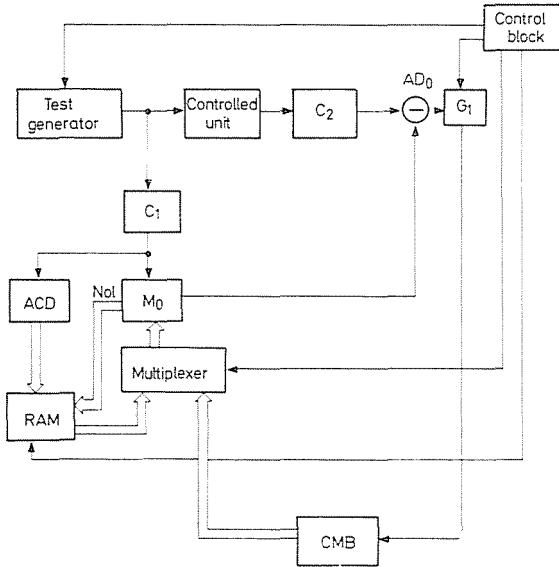 Control
block
Test
generator
Controlled
unit
C2
AD0
G1
C1
ACD
Nol
M0
Multiplexer
RAM
CMB